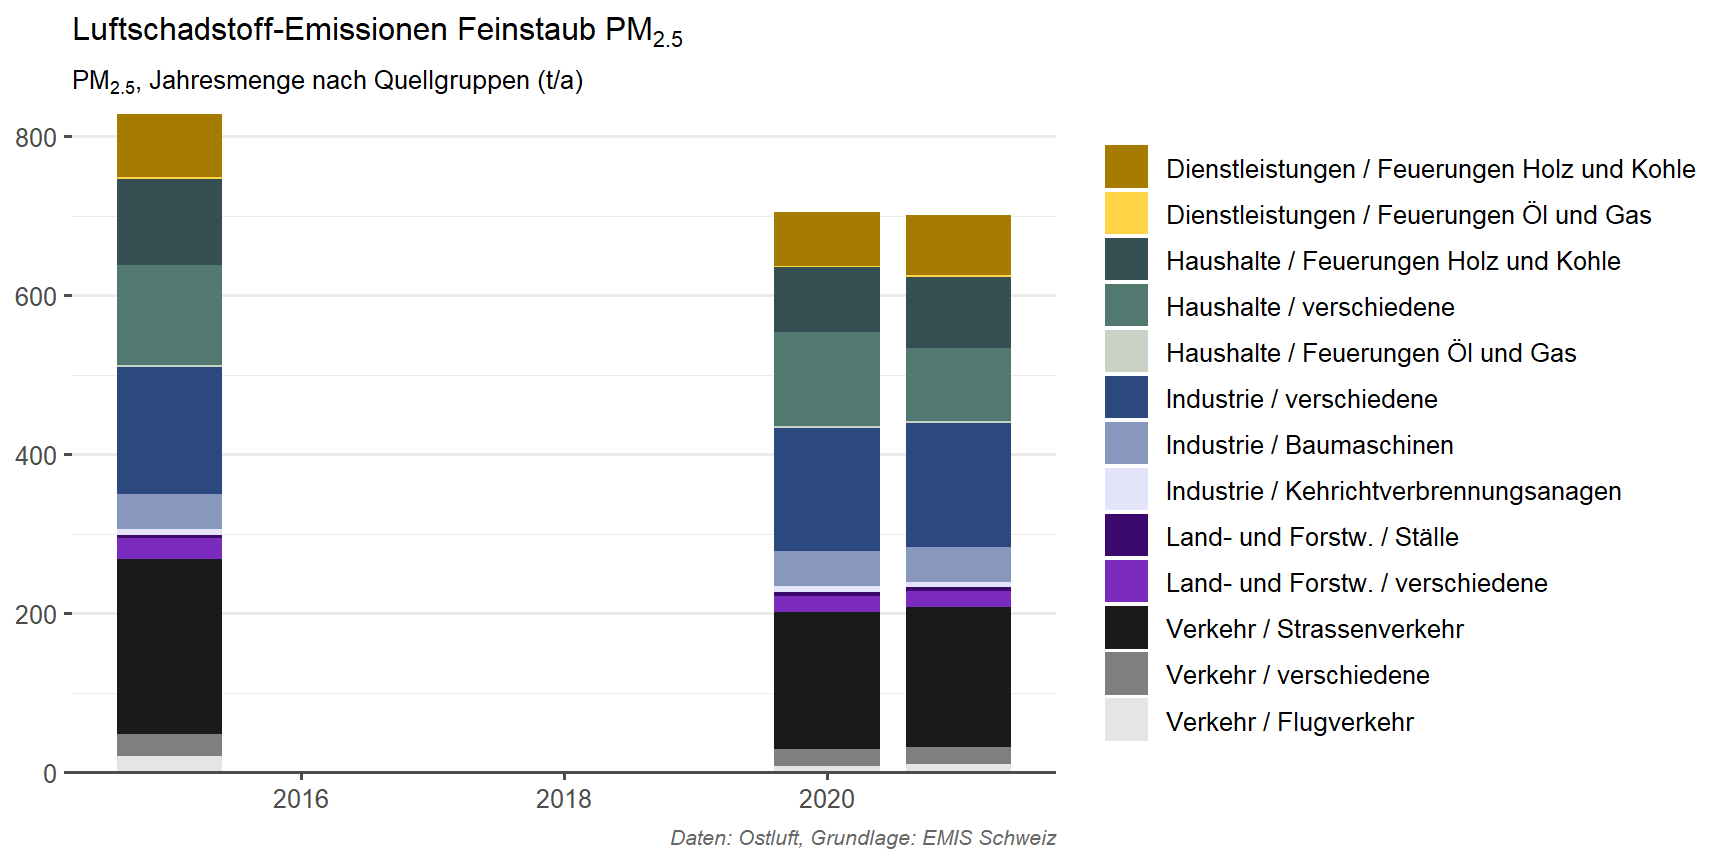 Luftschadstoff-Emissionen Feinstaub PM2.5
PM2.5, Jahresmenge nach Quellgruppen (t/a)
800
600
400
200
0
2016
2018
2020
Dienstleistungen / Feuerungen Holz und Kohle
Dienstleistungen / Feuerungen Öl und Gas
Haushalte / Feuerungen Holz und Kohle
Haushalte / verschiedene
Haushalte / Feuerungen Öl und Gas
Industrie / verschiedene
Industrie / Baumaschinen
Industrie / Kehrichtverbrennungsanagen
Land- und Forstw. / Ställe
Land- und Forstw. / verschiedene
Verkehr / Strassenverkehr
Verkehr / verschiedene
Verkehr / Flugverkehr
Daten: Ostluft, Grundlage: EMIS Schweiz